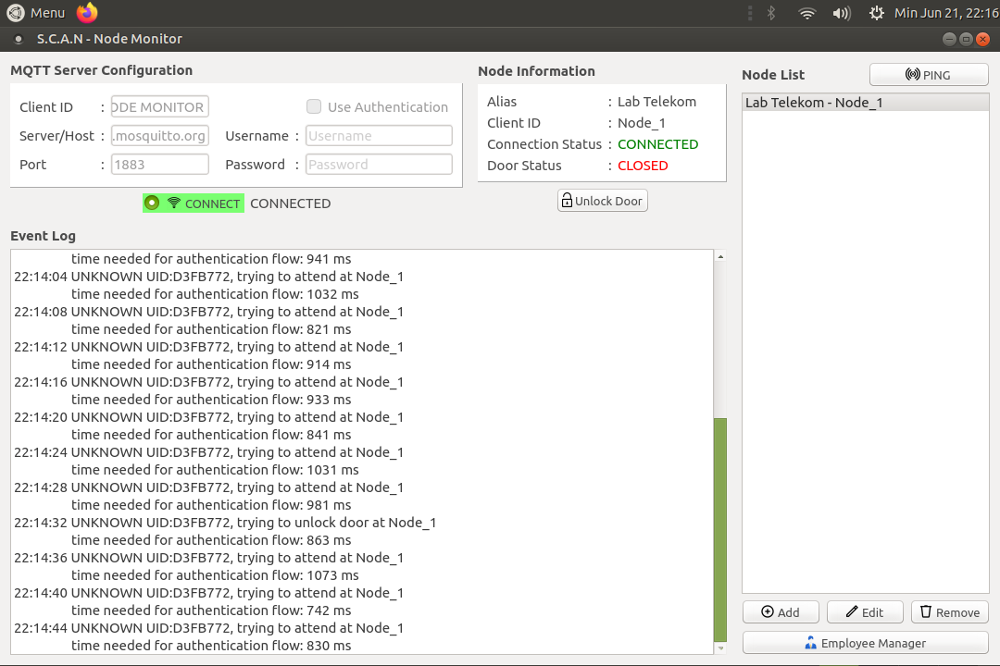 Menu
Min Jun 21, 22:16
S.C.A.N - Node Monitor
MQTT Server Configuration
Client ID : ODE MONITOR
Use Authentication
Server/Host : .mosquitto.org
Username : Username
Port : 1883
Password : Password
CONNECT CONNECTED
Node Information
Alias : Lab Telekom
Client ID : Node_1
Connection Status : CONNECTED
Door Status : CLOSED
Unlock Door
Node List
PING
Lab Telekom - Node_1
Event Log
time needed for authentication flow: 941 ms
22:14:04 UNKNOWN UID:D3FB772, trying to attend at Node_1
time needed for authentication flow: 1032 ms
22:14:08 UNKNOWN UID:D3FB772, trying to attend at Node_1
time needed for authentication flow: 821 ms
22:14:12 UNKNOWN UID:D3FB772, trying to attend at Node_1
time needed for authentication flow: 914 ms
22:14:16 UNKNOWN UID:D3FB772, trying to attend at Node_1
time needed for authentication flow: 933 ms
22:14:20 UNKNOWN UID:D3FB772, trying to attend at Node_1
time needed for authentication flow: 841 ms
22:14:24 UNKNOWN UID:D3FB772, trying to attend at Node_1
time needed for authentication flow: 1031 ms
22:14:28 UNKNOWN UID:D3FB772, trying to attend at Node_1
time needed for authentication flow: 981 ms
22:14:32 UNKNOWN UID:D3FB772, trying to unlock door at Node_1
time needed for authentication flow: 863 ms
22:14:36 UNKNOWN UID:D3FB772, trying to attend at Node_1
time needed for authentication flow: 1073 ms
22:14:40 UNKNOWN UID:D3FB772, trying to attend at Node_1
time needed for authentication flow: 742 ms
22:14:44 UNKNOWN UID:D3FB772, trying to attend at Node_1
time needed for authentication flow: 830 ms
Add
Edit
Remove
Employee Manager